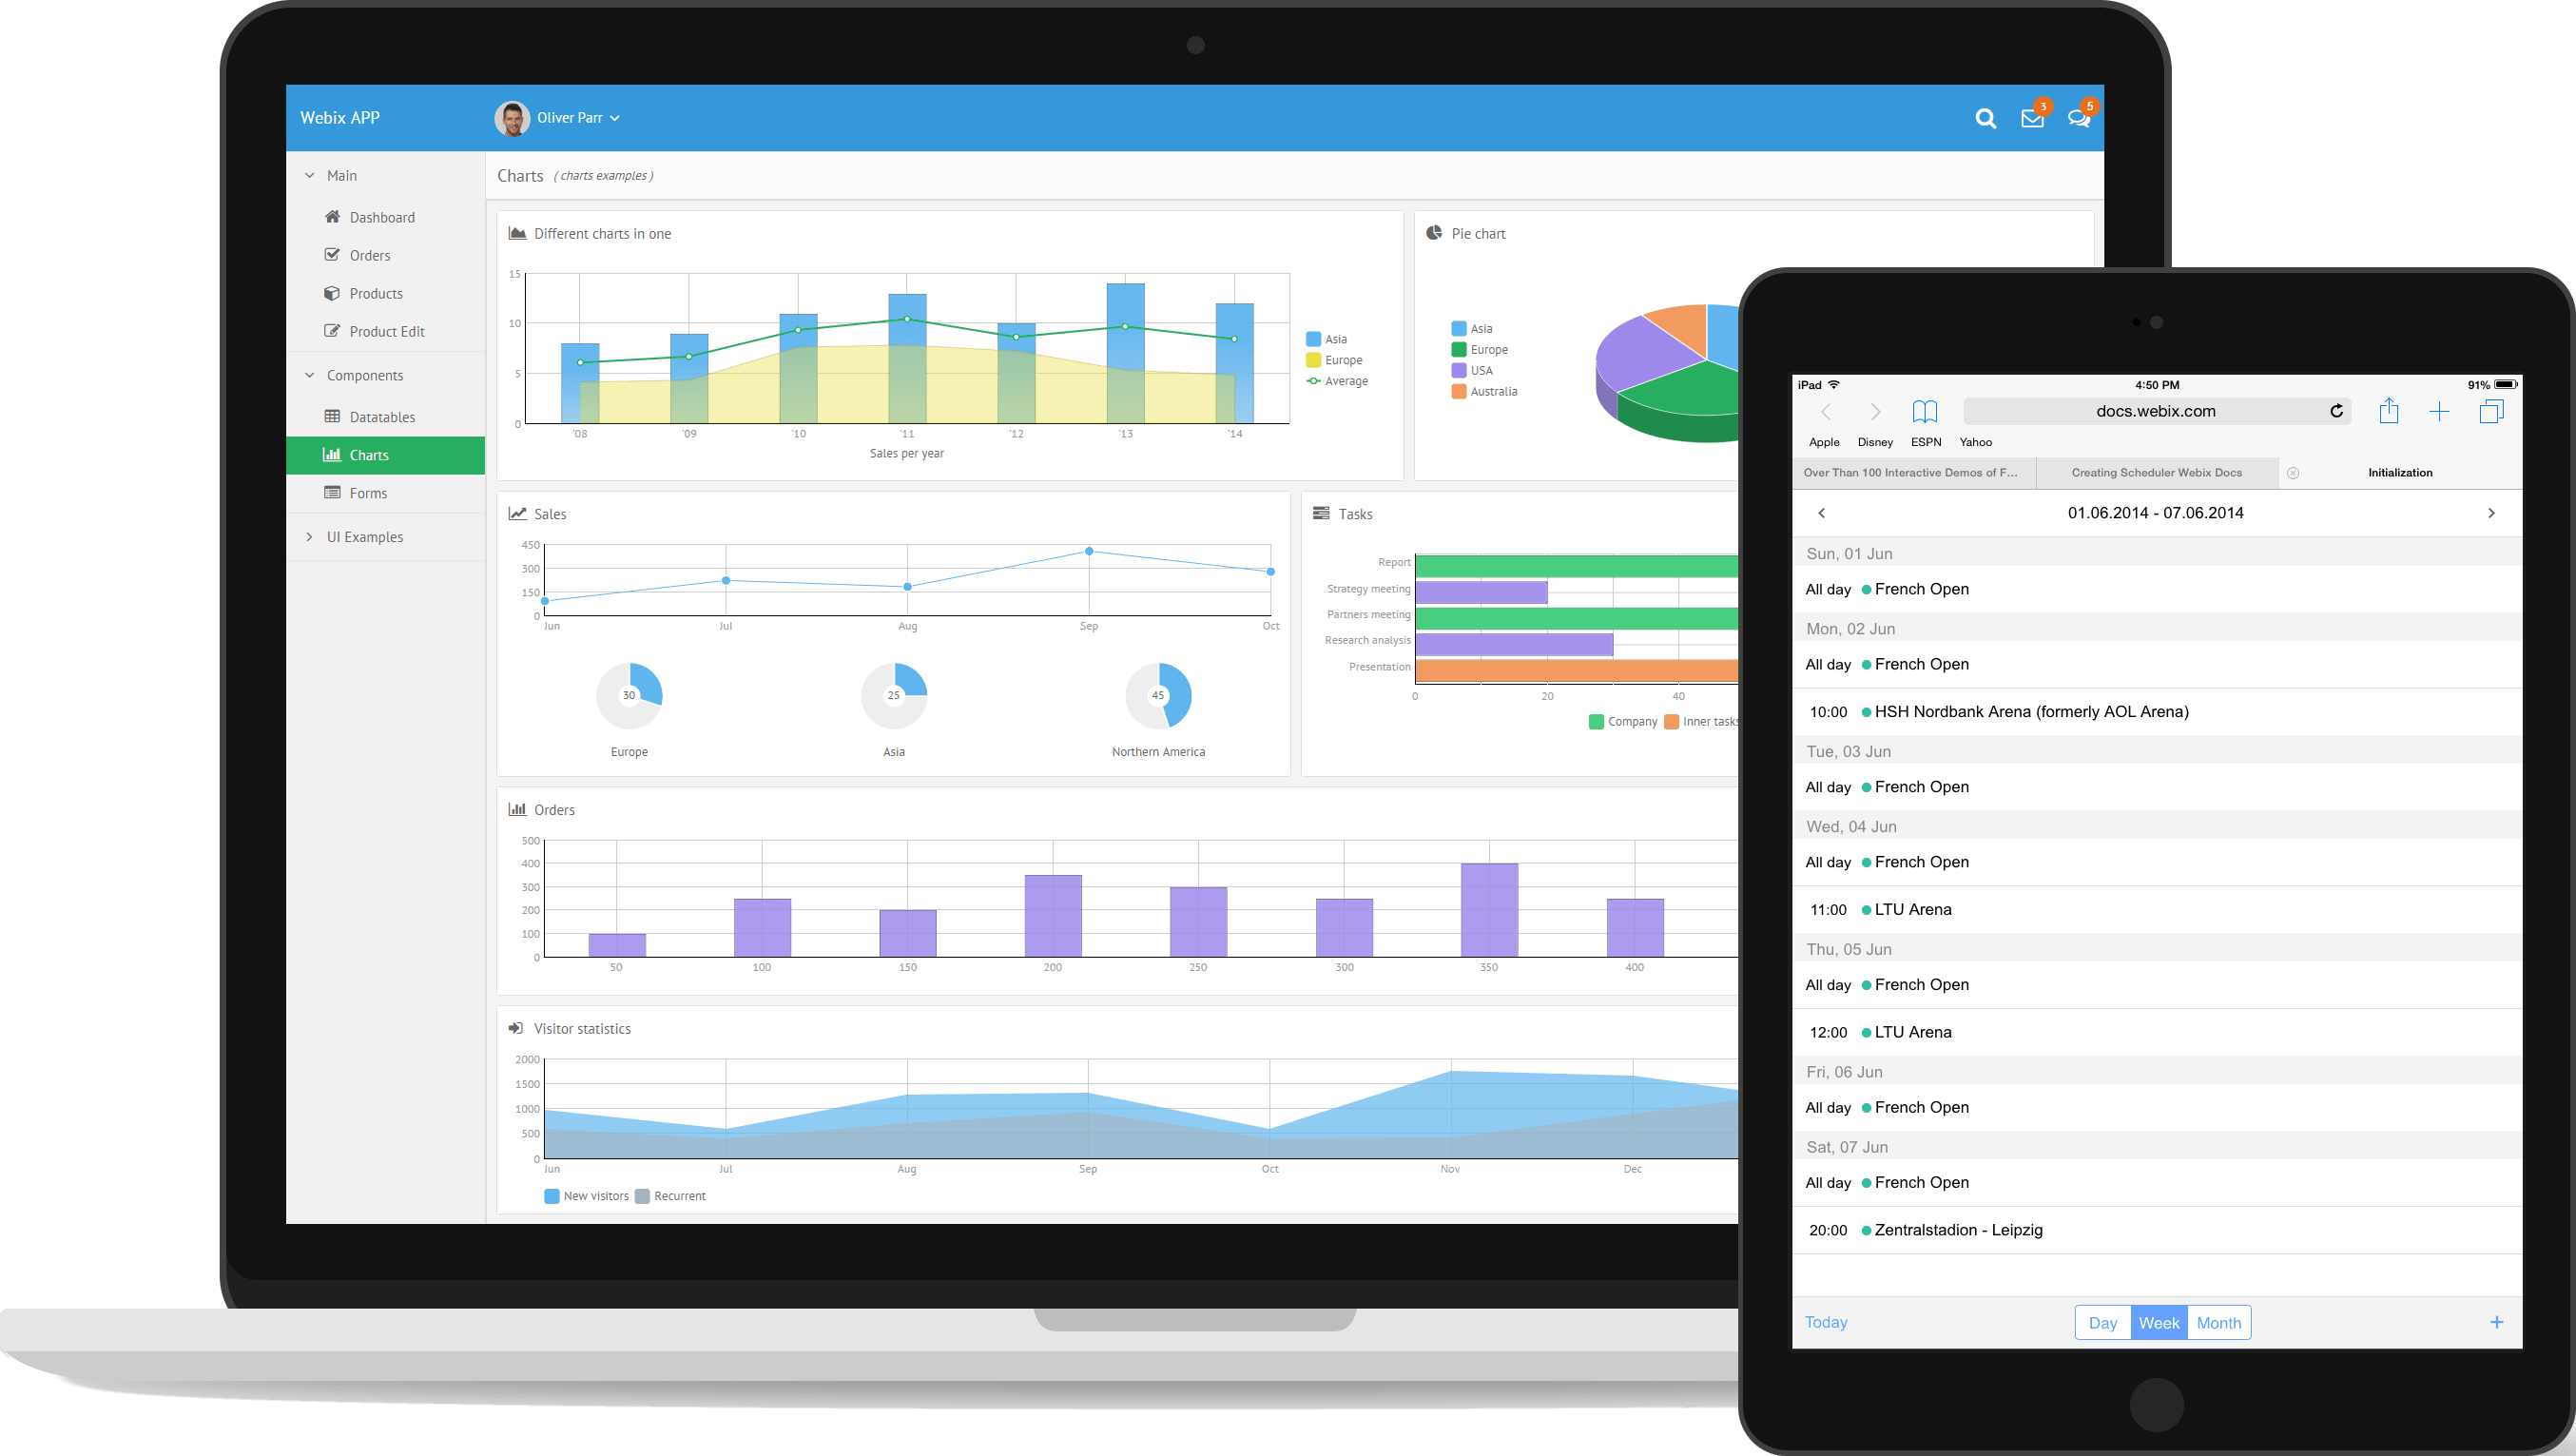 Webix APP
Oliver Parr
3
5
Main
Dashboard
Orders
Products
Product Edit
Components
Datatables
Charts
Forms
UI Examples
Charts ( charts examples )
Different charts in one
15
10
5
0
'08 '09 '10 '11 '12 '13 '14
Sales per year
Asia
Europe
Average
Pie chart
Asia
Europe
USA
Australia
Sales
450
300
150
0
Jun Jul Aug Sep Oct
30 25 45
Europe Asia Northern America
Tasks
Report
Strategy meeting
Partners meeting
Research analysis
Presentation
0 20 40
Company Inner tasks
Orders
500
400
300
200
100
0
50 100 150 200 250 300 350 400
Visitor statistics
2000
1500
1000
500
0
Jun Jul Aug Sep Oct Nov Dec
New visitors Recurrent
iPad 4:50 PM 91%
docs.webix.com
Apple Disney ESPN Yahoo
Over Than 100 Interactive Demos of F... Creating Scheduler Webix Docs Initialization
01.06.2014 - 07.06.2014
Sun, 01 Jun
All day French Open
Mon, 02 Jun
All day French Open
10:00 HSH Nordbank Arena (formerly AOL Arena)
Tue, 03 Jun
All day French Open
Wed, 04 Jun
All day French Open
11:00 LTU Arena
Thu, 05 Jun
All day French Open
12:00 LTU Arena
Fri, 06 Jun
All day French Open
Sat, 07 Jun
All day French Open
20:00 Zentralstadion - Leipzig
Today Day Week Month +